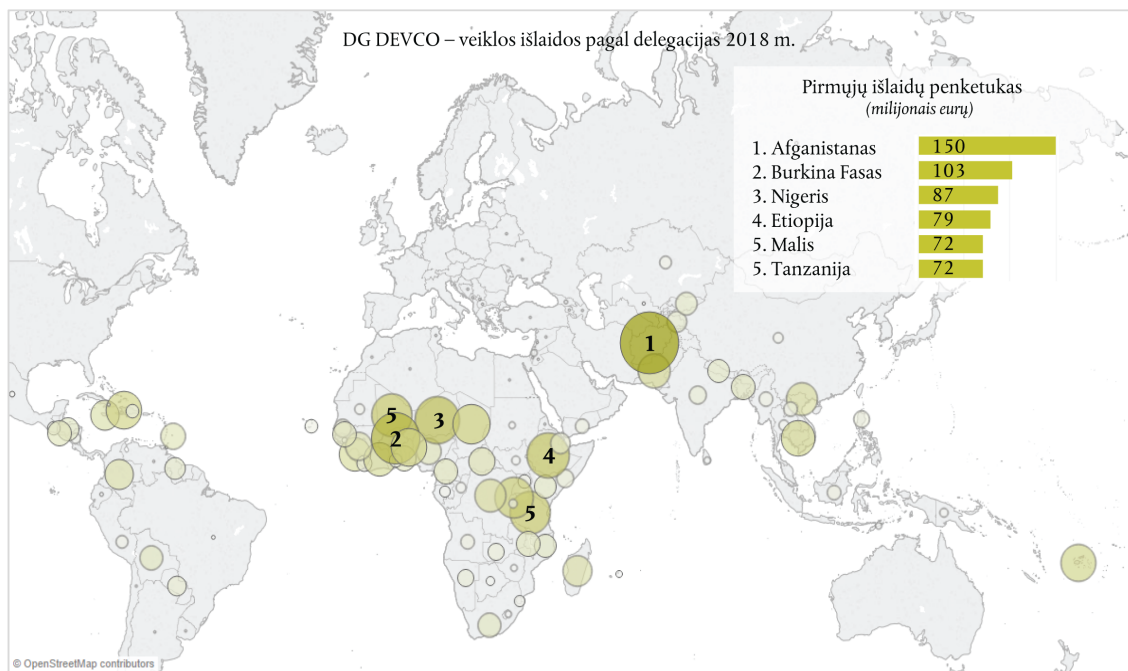 DG DEVCO – veiklos išlaidos pagal delegacijas 2018 m.
Pirmųjų išlaidų penketukas
(milijonais eurų)
1. Afganistanas 150
2. Burkina Fasas 103
3. Nigeris 87
4. Etiopija 79
5. Malis 72
5. Tanzanija 72
1
5
3
2
4
5
© OpenStreetMap contributors